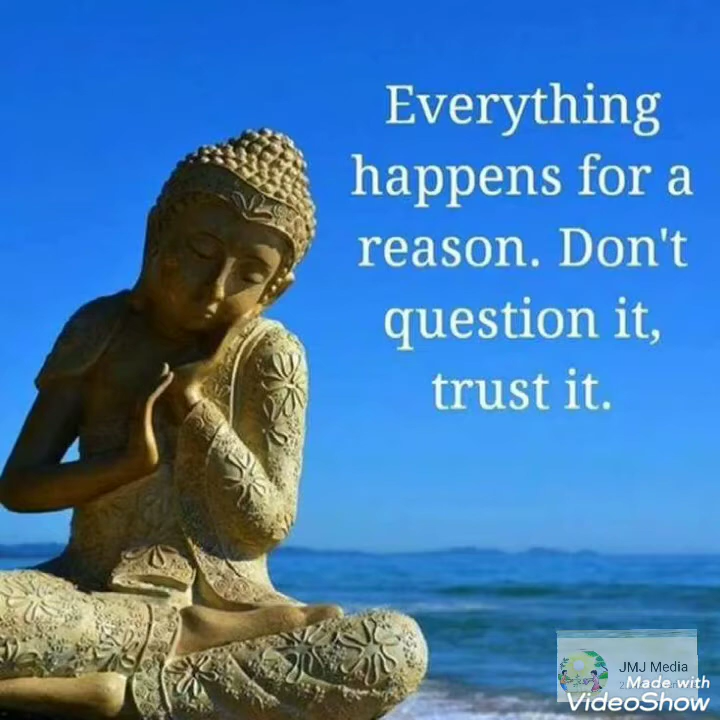 Everything
happens for a
reason. Don't
question it,
trust it.
JMJ Media
Made with
VideoShow